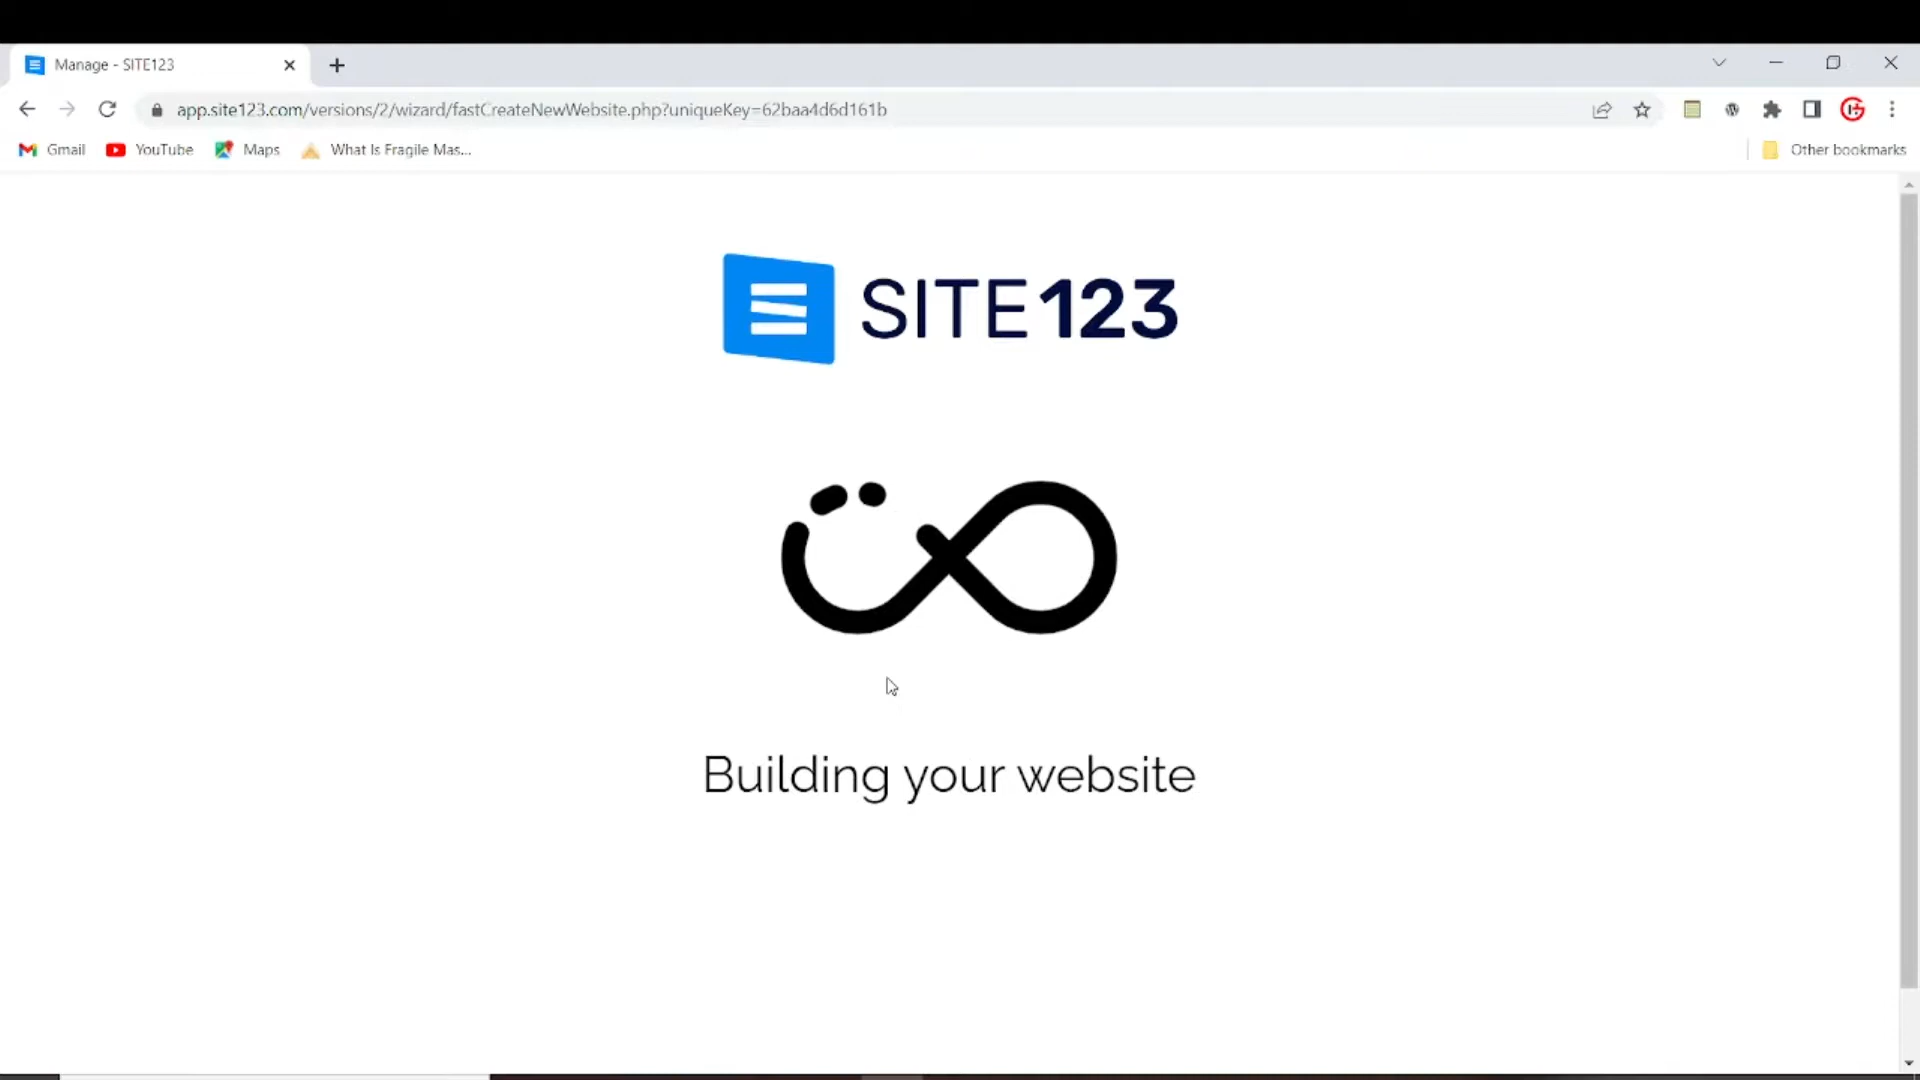 Manage - SITE123
app.site123.com/versions/2/wizard/fastCreateNewWebsite.php?uniqueKey=62baa4d6d161b
Gmail
YouTube
Maps
What Is Fragile Mas...
Other bookmarks
SITE123
Building your website